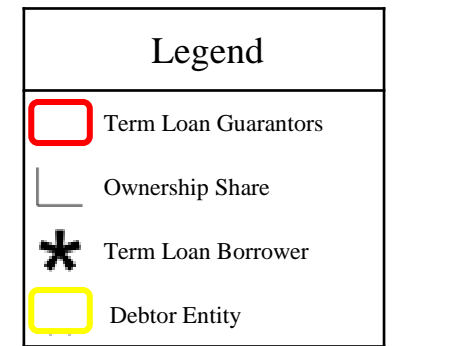 Legend
Term Loan Guarantors
Ownership Share
* Term Loan Borrower
Debtor Entity